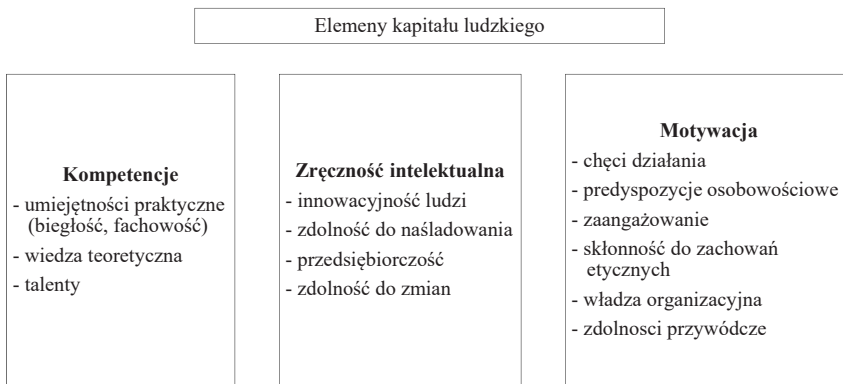 Elemeny kapitału ludzkiego
Kompetencje
- umiejętności praktyczne
(biegłość, fachowość)
- wiedza teoretyczna
- talenty
Zręczność intelektualna
- innowacyjność ludzi
- zdolność do naśladowania
- przedsiębiorczość
- zdolność do zmian
Motywacja
- chęci działania
- predyspozycje osobowościowe
- zaangażowanie
- skłonność do zachowań
etycznych
- władza organizacyjna
- zdolnosci przywódcze